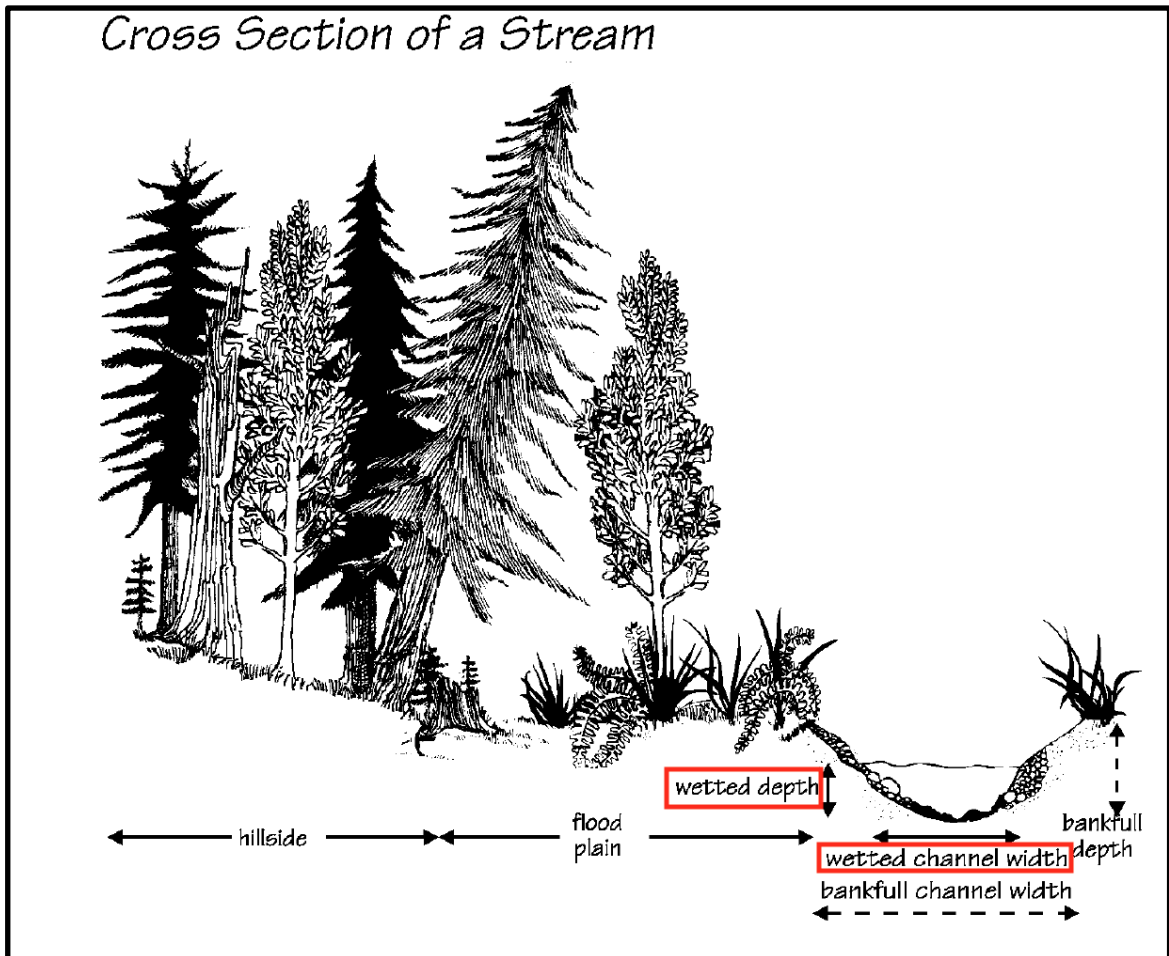 Cross Section of a Stream
wetted depth
hillside
flood
plain
bankfull
depth
wetted channel width
bankfull channel width